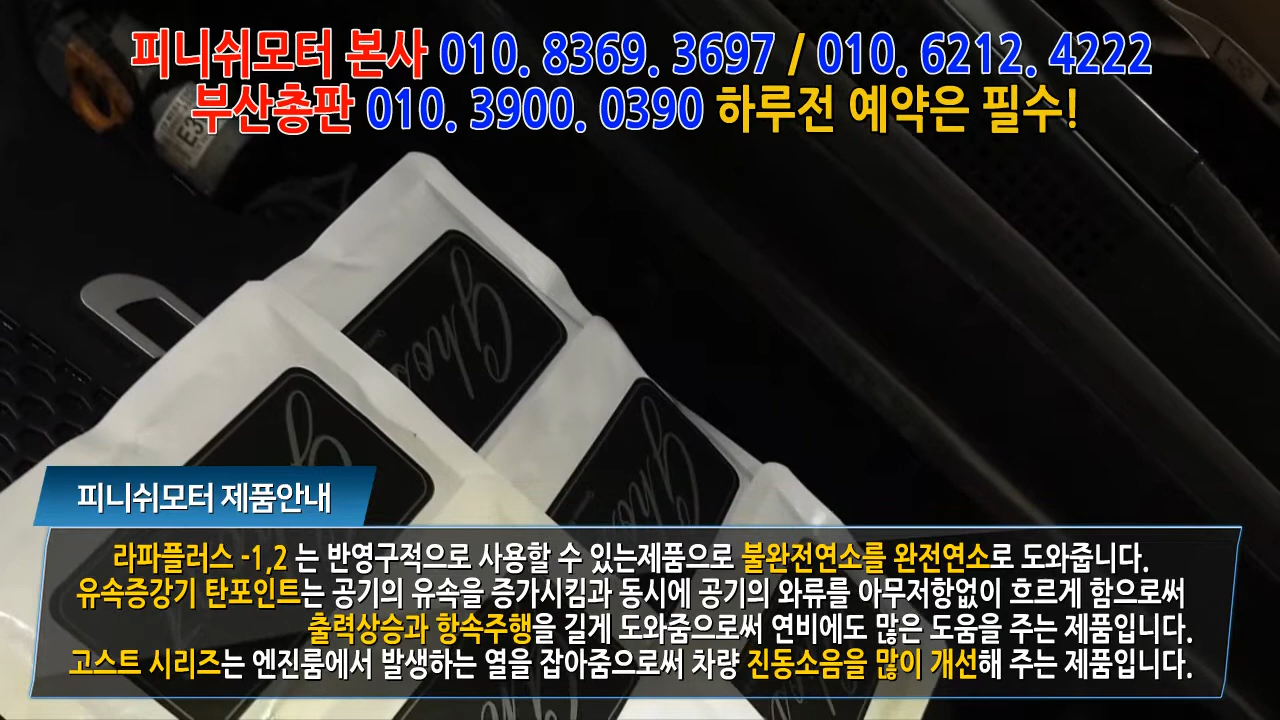 피니쉬모터 본사 010. 8369. 3697 / 010. 6212. 4222
부산총판 010. 3900. 0390 하루전 예약은 필수!
E3
피니쉬모터 제품안내
라파플러스 -1,2 는 반영구적으로 사용할 수 있는제품으로 불완전연소를 완전연소로 도와줍니다.
유속증강기 탄포인트는 공기의 유속을 증가시킴과 동시에 공기의 와류를 아무저항없이 흐르게 함으로써
출력상승과 항속주행을 길게 도와줌으로써 연비에도 많은 도움을 주는 제품입니다.
고스트 시리즈는 엔진룸에서 발생하는 열을 잡아줌으로써 차량 진동소음을 많이 개선해 주는 제품입니다.